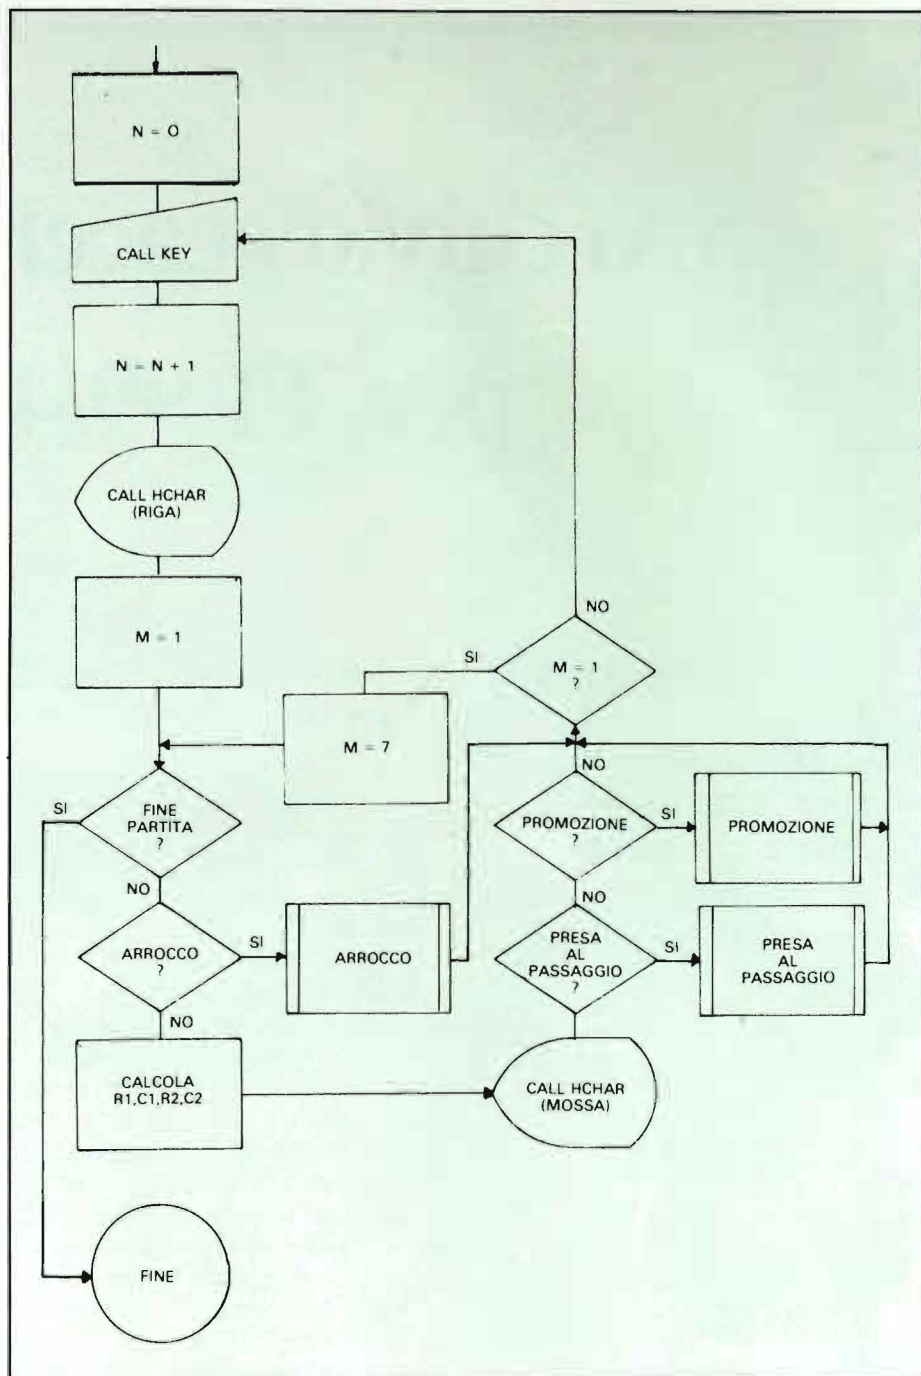 N = O
CALL KEY
N = N + 1
CALL HCHAR
(RIGA)
M = 1
NO
SI
M = 1
?
M = 7
SI
FINE
PARTITA
?
NO
NO
PROMOZIONE
?
SI
PROMOZIONE
NO
ARROCCO
?
SI
ARROCCO
PRESA
AL
PASSAGGIO
?
SI
PRESA
AL
PASSAGGIO
NO
CALCOLA
R1,C1,R2,C2
CALL HCHAR
(MOSSA)
FINE